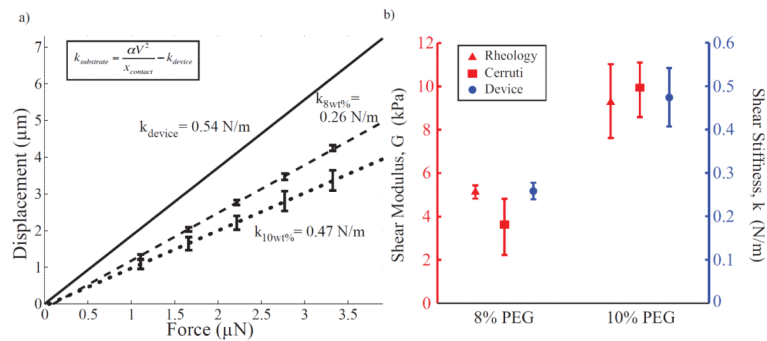 a)
7
6
5
4
3
2
1
0
Displacement (µm)
k_substrate = αV² / x_contact − k_device
k_device = 0.54 N/m
k_8wt% =
0.26 N/m
k_10wt% = 0.47 N/m
0 0.5 1 1.5 2 2.5 3 3.5
Force (µN)
b)
12
10
8
6
4
2
0
Shear Modulus, G (kPa)
Rheology
Cerruti
Device
0.6
0.5
0.4
0.3
0.2
0.1
0.0
Shear Stiffness, k (N/m)
8% PEG 10% PEG